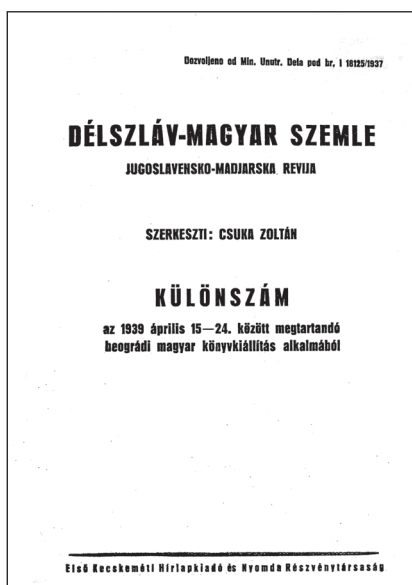 Dozvoljeno od Min. Unutr. Dela pod br. I 18125/1937
DÉLSZLÁV-MAGYAR SZEMLE
JUGOSLAVENSKO-MADJARSKA REVIJA
SZERKESZTI: CSUKA ZOLTÁN
KÜLÖNSZÁM
az 1939 április 15—24. között megtartandó
beográdi magyar könyvkiállítás alkalmából
Első Kecskeméti Hirlapkiadó és Nyomda Részvénytársaság